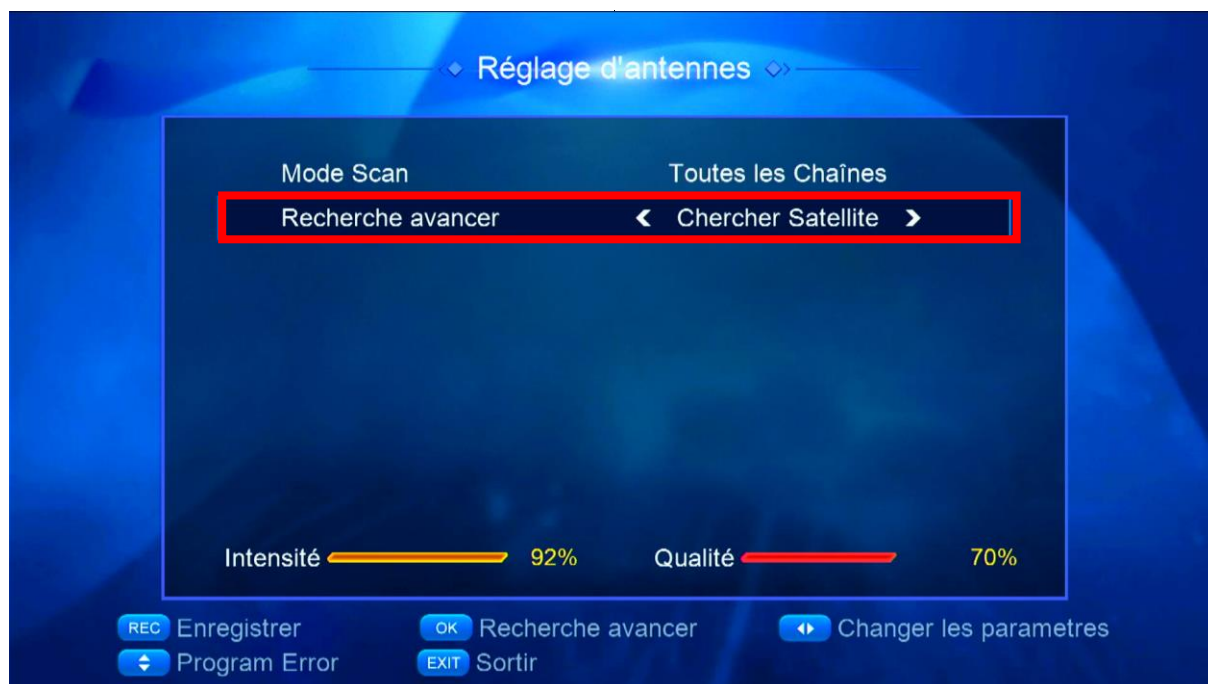 Réglage d'antennes
Mode Scan Toutes les Chaînes
Recherche avancer Chercher Satellite
Intensité 92% Qualité 70%
REC Enregistrer OK Recherche avancer Changer les parametres
Program Error EXIT Sortir